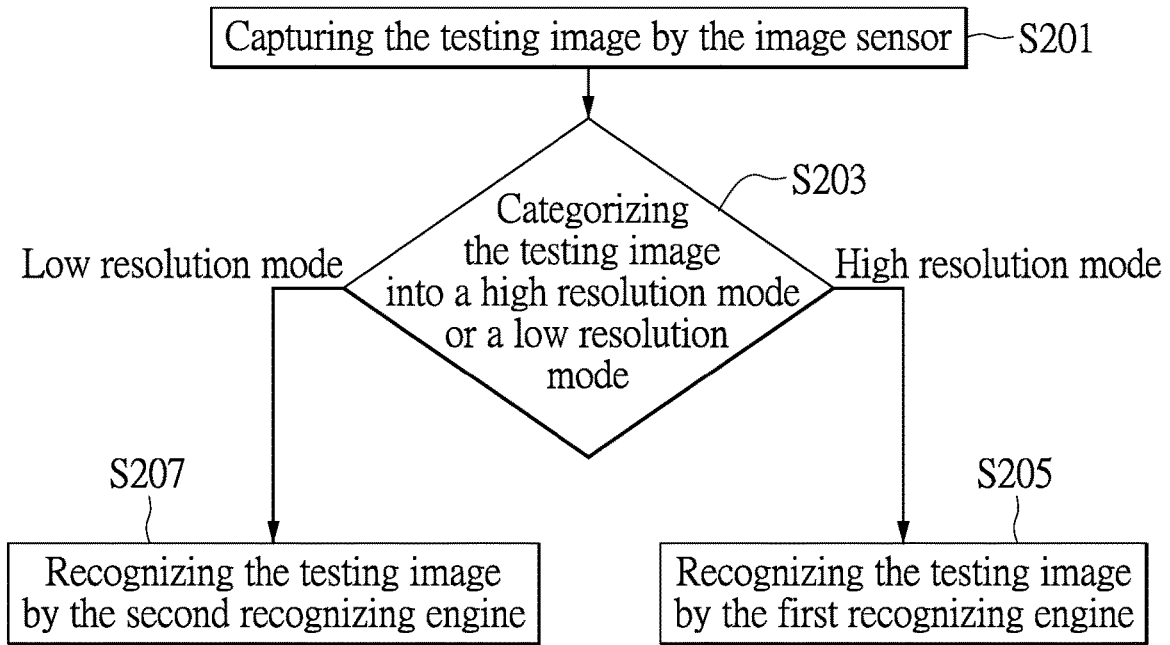 Capturing the testing image by the image sensor
S201
S203
Categorizing
the testing image
into a high resolution mode
or a low resolution
mode
Low resolution mode
High resolution mode
S207
S205
Recognizing the testing image
by the second recognizing engine
Recognizing the testing image
by the first recognizing engine